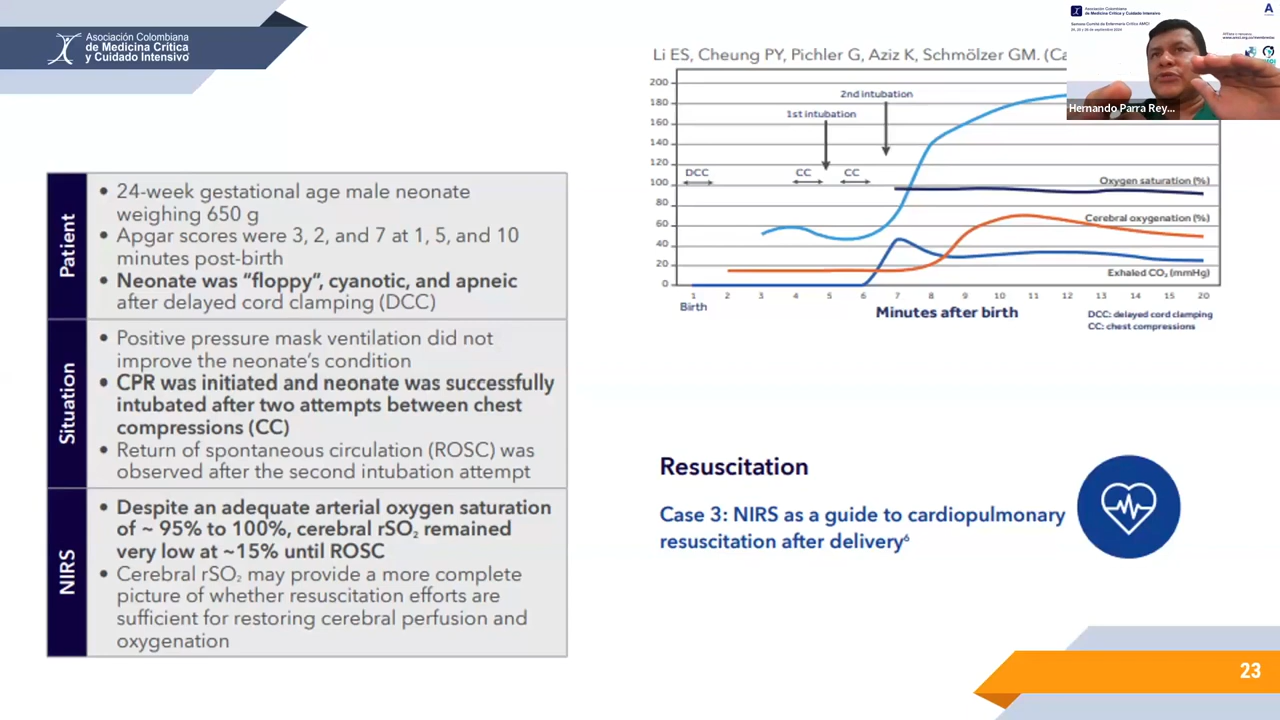 Asociación Colombiana
de Medicina Crítica
y Cuidado Intensivo
Patient
• 24-week gestational age male neonate
weighing 650 g
• Apgar scores were 3, 2, and 7 at 1, 5, and 10
minutes post-birth
• Neonate was “floppy”, cyanotic, and apneic
after delayed cord clamping (DCC)
Situation
• Positive pressure mask ventilation did not
improve the neonate’s condition
• CPR was initiated and neonate was successfully
intubated after two attempts between chest
compressions (CC)
• Return of spontaneous circulation (ROSC) was
observed after the second intubation attempt
NIRS
• Despite an adequate arterial oxygen saturation
of ~ 95% to 100%, cerebral rSO₂ remained
very low at ~15% until ROSC
• Cerebral rSO₂ may provide a more complete
picture of whether resuscitation efforts are
sufficient for restoring cerebral perfusion and
oxygenation
Li ES, Cheung PY, Pichler G, Aziz K, Schmölzer GM. (Ca
200
180
160
140
120
100
80
60
40
20
0
2nd intubation
1st intubation
DCC
CC
CC
Oxygen saturation (%)
Cerebral oxygenation (%)
Exhaled CO₂ (mmHg)
1 2 3 4 5 6 7 8 9 10 11 12 13 14 15 20
Birth
Minutes after birth
DCC: delayed cord clamping
CC: chest compressions
Resuscitation
Case 3: NIRS as a guide to cardiopulmonary
resuscitation after delivery⁶
23
Asociación Colombiana
de Medicina Crítica y Cuidado Intensivo
Hernando Parra Rey...